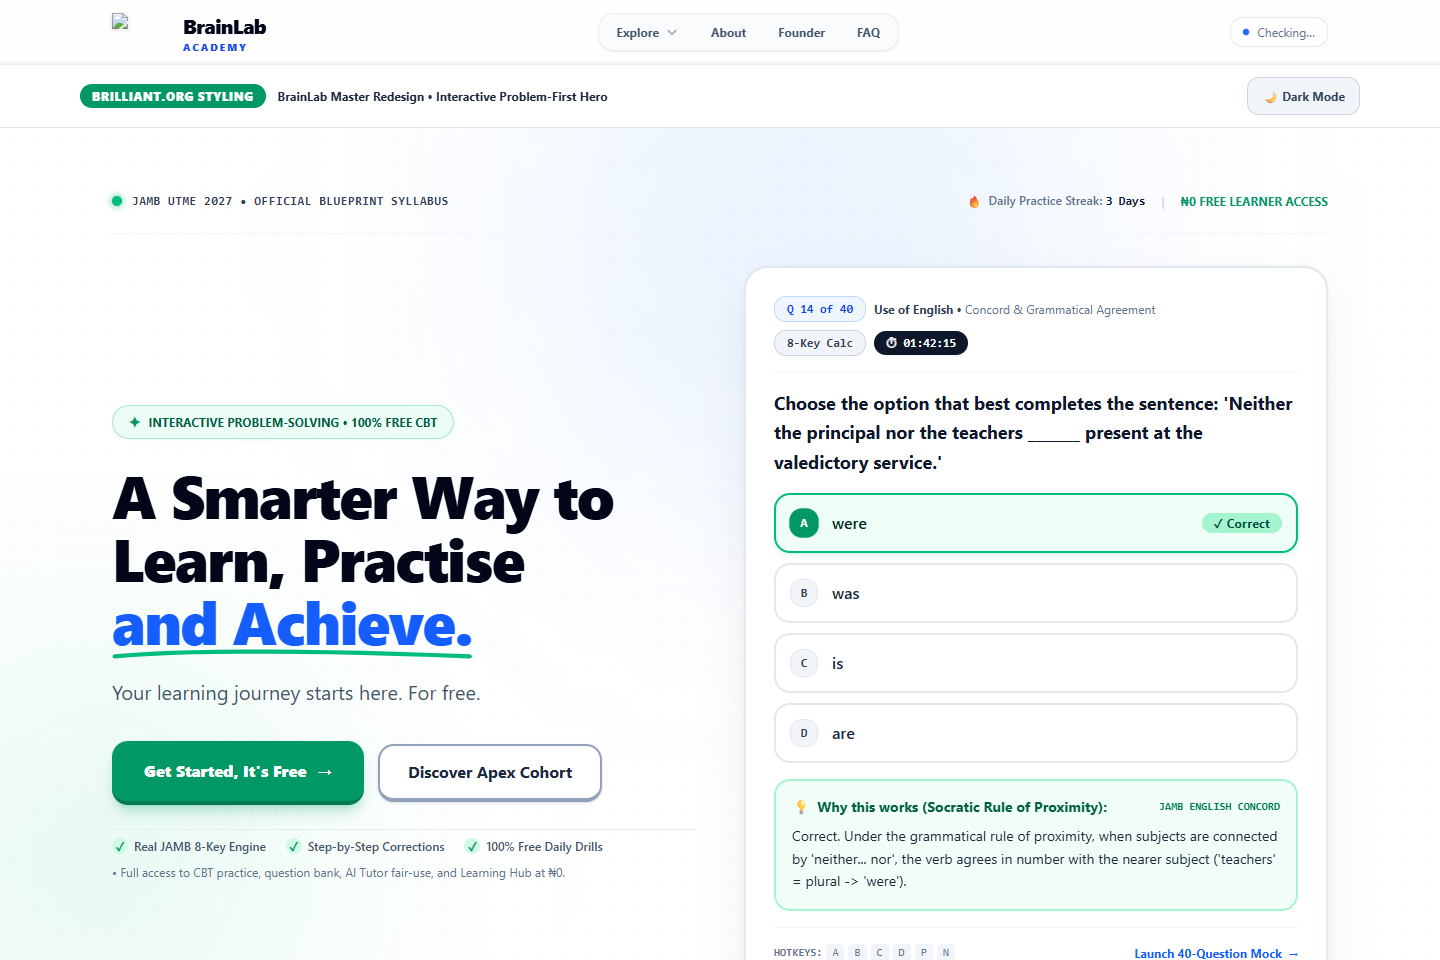 BrainLab
ACADEMY
Explore
About
Founder
FAQ
Checking...
BRILLIANT.ORG STYLING
BrainLab Master Redesign • Interactive Problem-First Hero
🌙 Dark Mode
JAMB UTME 2027 • OFFICIAL BLUEPRINT SYLLABUS
🔥 Daily Practice Streak: 3 Days | ₦0 FREE LEARNER ACCESS
✦ INTERACTIVE PROBLEM-SOLVING • 100% FREE CBT
A Smarter Way to
Learn, Practise
and Achieve.
Your learning journey starts here. For free.
Get Started, It's Free →
Discover Apex Cohort
✓ Real JAMB 8-Key Engine
✓ Step-by-Step Corrections
✓ 100% Free Daily Drills
• Full access to CBT practice, question bank, AI Tutor fair-use, and Learning Hub at ₦0.
Q 14 of 40
Use of English • Concord & Grammatical Agreement
8-Key Calc
⏱ 01:42:15
Choose the option that best completes the sentence: 'Neither
the principal nor the teachers ______ present at the
valedictory service.'
A were ✓ Correct
B was
C is
D are
💡 Why this works (Socratic Rule of Proximity):
JAMB ENGLISH CONCORD
Correct. Under the grammatical rule of proximity, when subjects are connected
by 'neither... nor', the verb agrees in number with the nearer subject ('teachers'
= plural -> 'were').
HOTKEYS: A B C D P N
Launch 40-Question Mock →